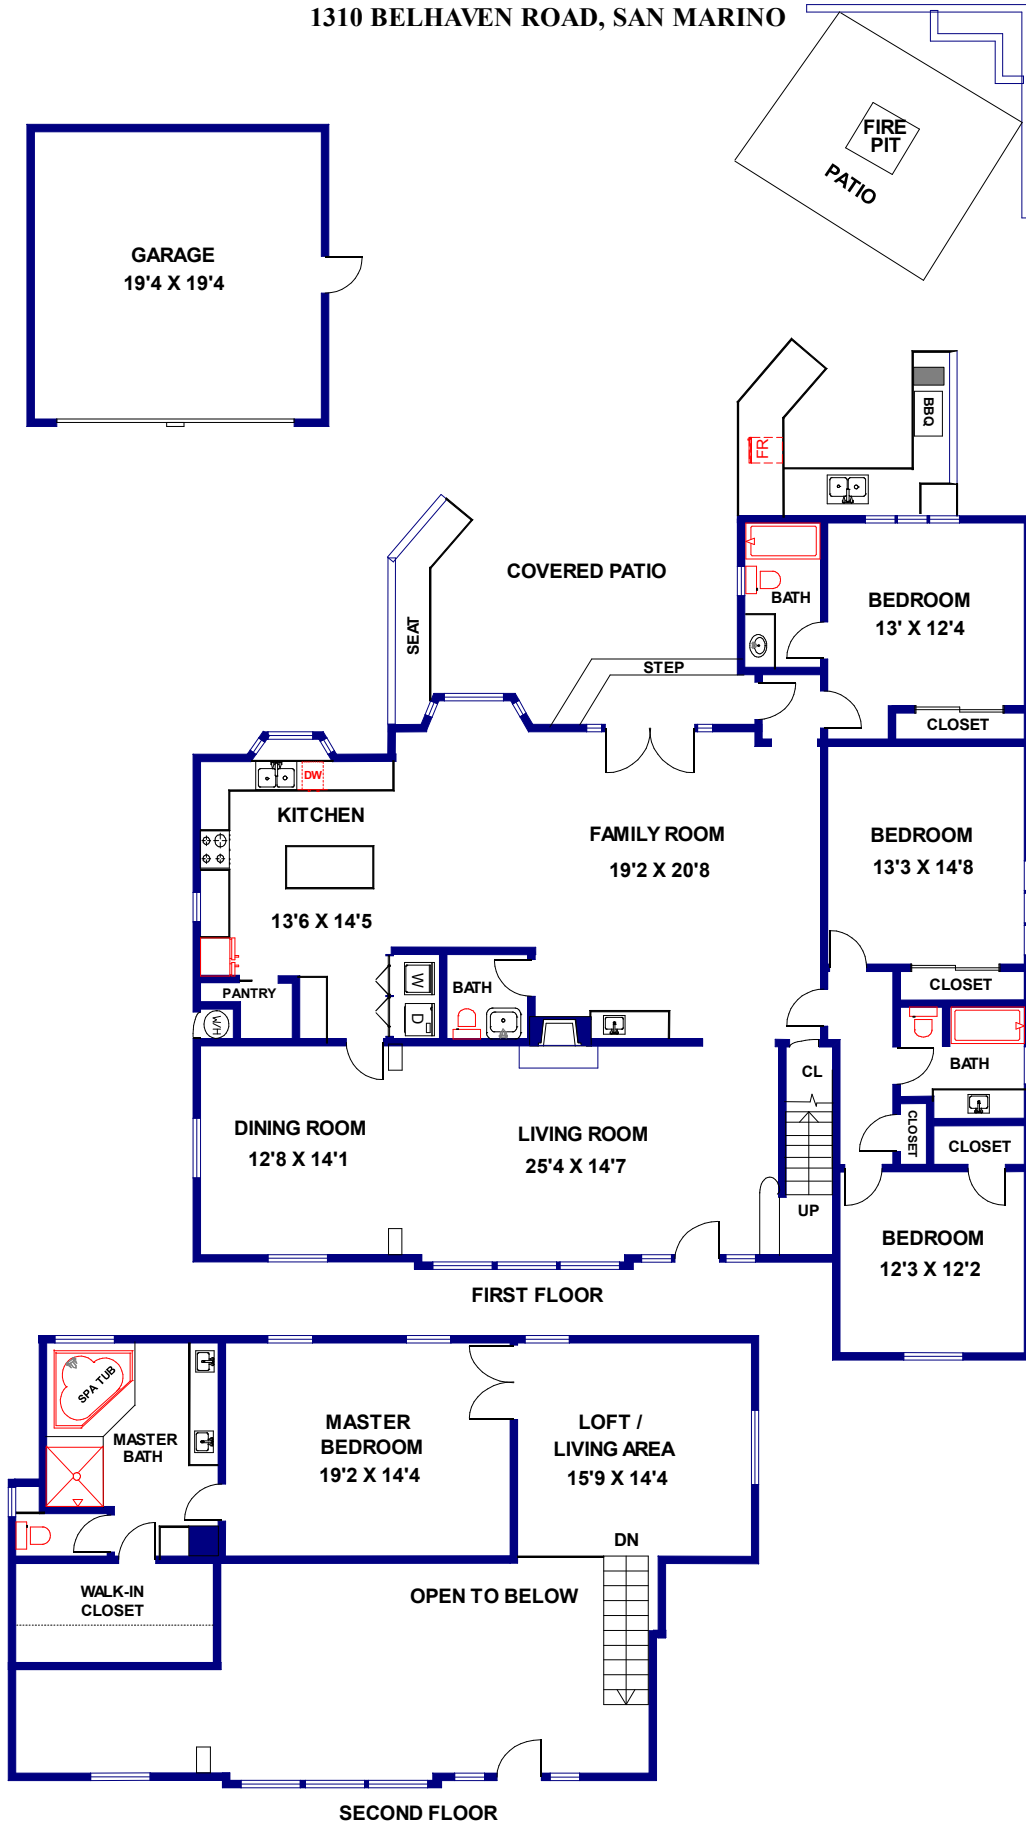 1310 BELHAVEN ROAD, SAN MARINO
FIRE
PIT
PATIO
GARAGE
19'4 X 19'4
BBQ
FR
COVERED PATIO
SEAT
STEP
BATH
BEDROOM
13' X 12'4
CLOSET
DW
KITCHEN
13'6 X 14'5
FAMILY ROOM
19'2 X 20'8
BEDROOM
13'3 X 14'8
CLOSET
PANTRY
WH
W
D
BATH
BATH
CL
CLOSET
CLOSET
DINING ROOM
12'8 X 14'1
LIVING ROOM
25'4 X 14'7
UP
BEDROOM
12'3 X 12'2
FIRST FLOOR
SPA TUB
MASTER
BATH
MASTER
BEDROOM
19'2 X 14'4
LOFT /
LIVING AREA
15'9 X 14'4
DN
WALK-IN
CLOSET
OPEN TO BELOW
SECOND FLOOR